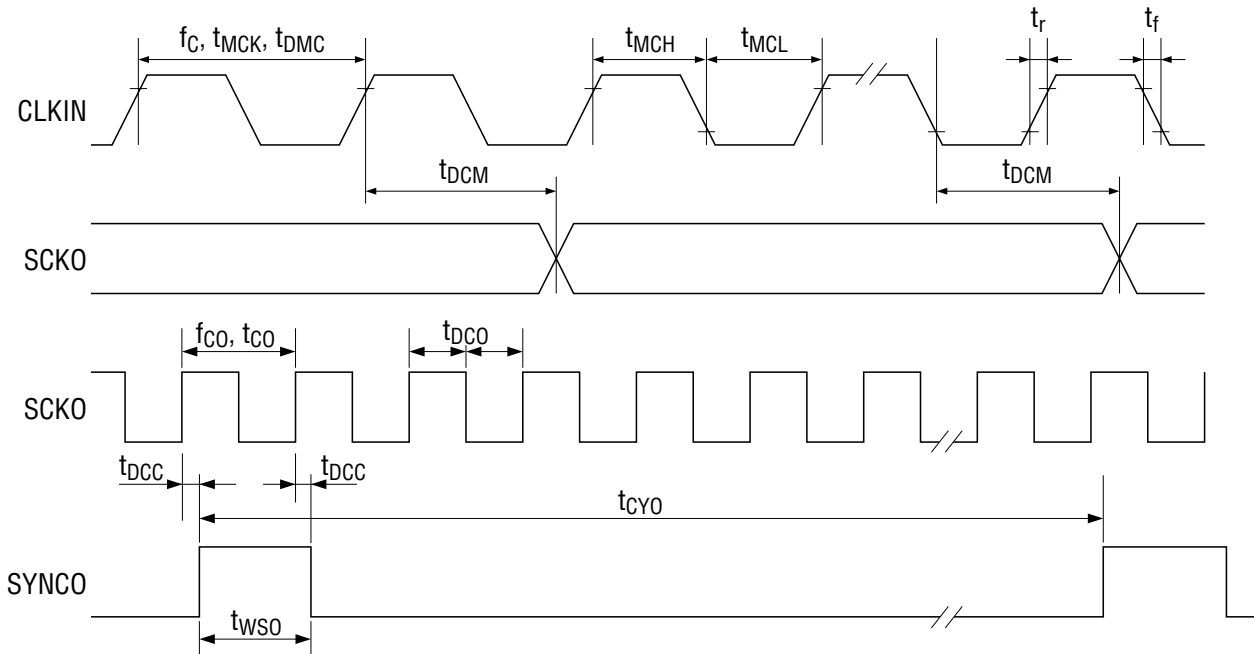 fC, tMCK, tDMC
tMCH
tMCL
tr
tf
CLKIN
tDCM
tDCM
SCKO
fCO, tCO
tDCO
SCKO
tDCC
tDCC
tCYO
SYNCO
tWSO